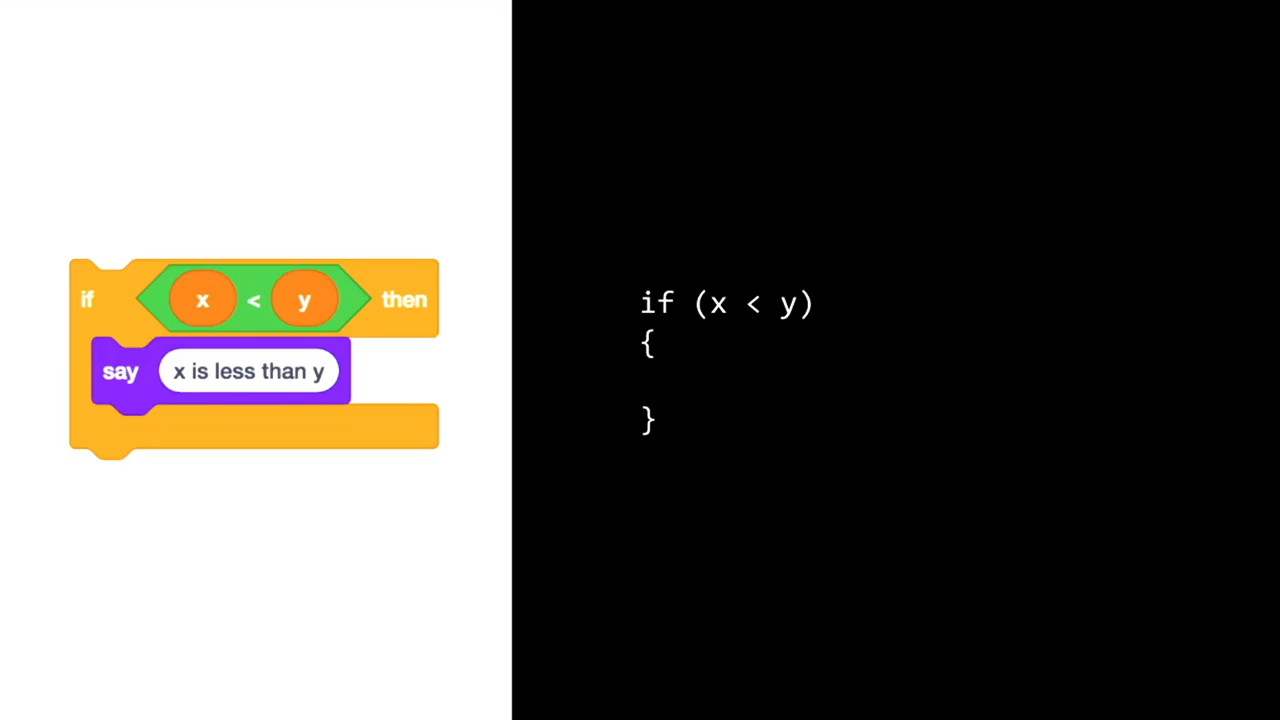 if x < y then
say x is less than y
if (x < y)
{
}